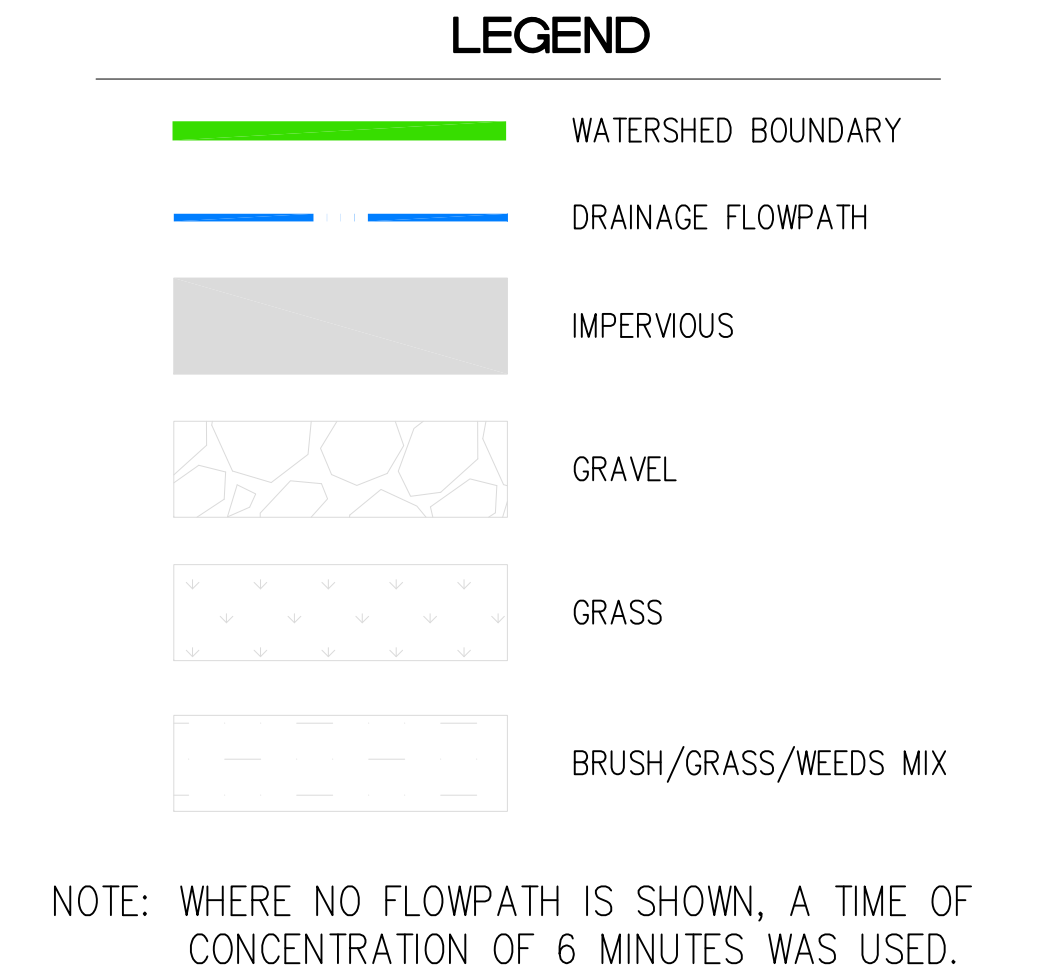 LEGEND
WATERSHED BOUNDARY
DRAINAGE FLOWPATH
IMPERVIOUS
GRAVEL
GRASS
BRUSH/GRASS/WEEDS MIX
NOTE: WHERE NO FLOWPATH IS SHOWN, A TIME OF
CONCENTRATION OF 6 MINUTES WAS USED.